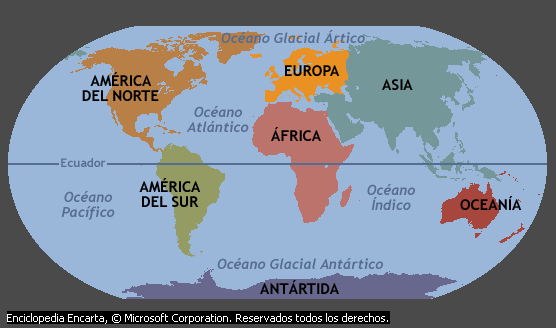 Océano Glacial Ártico
EUROPA
AMÉRICA
DEL NORTE
ASIA
Océano
Atlántico
ÁFRICA
Ecuador
AMÉRICA
DEL SUR
Océano
Pacífico
Océano
Índico
OCEANÍA
Océano Glacial Antártico
ANTÁRTIDA
Enciclopedia Encarta, © Microsoft Corporation. Reservados todos los derechos.